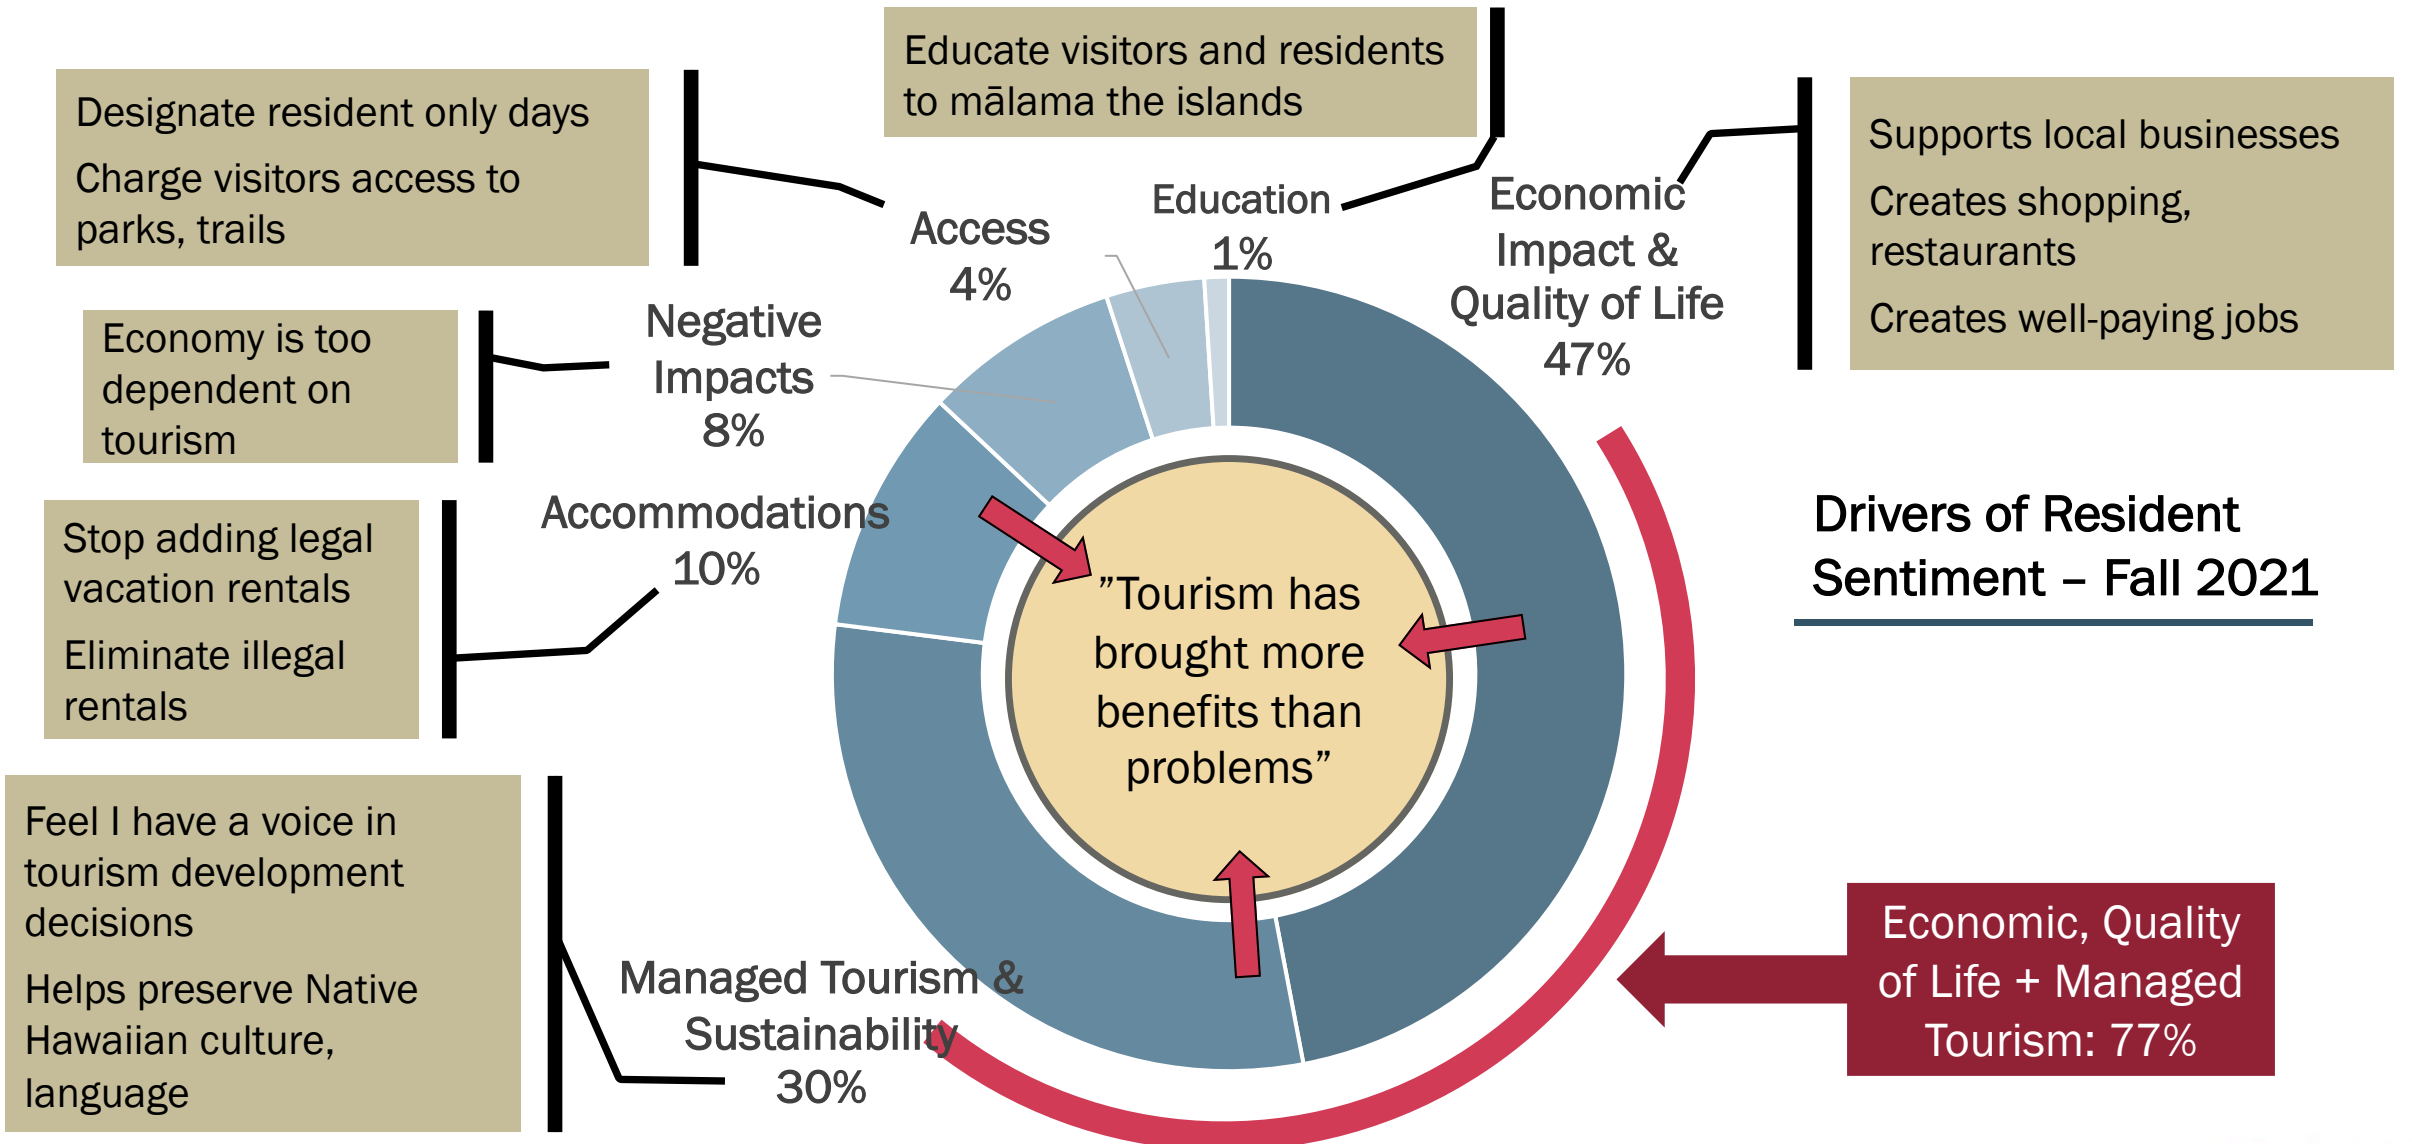 Educate visitors and residents
to mālama the islands
Designate resident only days
Charge visitors access to
parks, trails
Supports local businesses
Creates shopping,
restaurants
Creates well-paying jobs
Education
1%
Economic
Impact &
Quality of Life
47%
Access
4%
Negative
Impacts
8%
Economy is too
dependent on
tourism
Accommodations
10%
Stop adding legal
vacation rentals
Eliminate illegal
rentals
”Tourism has
brought more
benefits than
problems”
Drivers of Resident
Sentiment – Fall 2021
Feel I have a voice in
tourism development
decisions
Helps preserve Native
Hawaiian culture,
language
Managed Tourism &
Sustainability
30%
Economic, Quality
of Life + Managed
Tourism: 77%